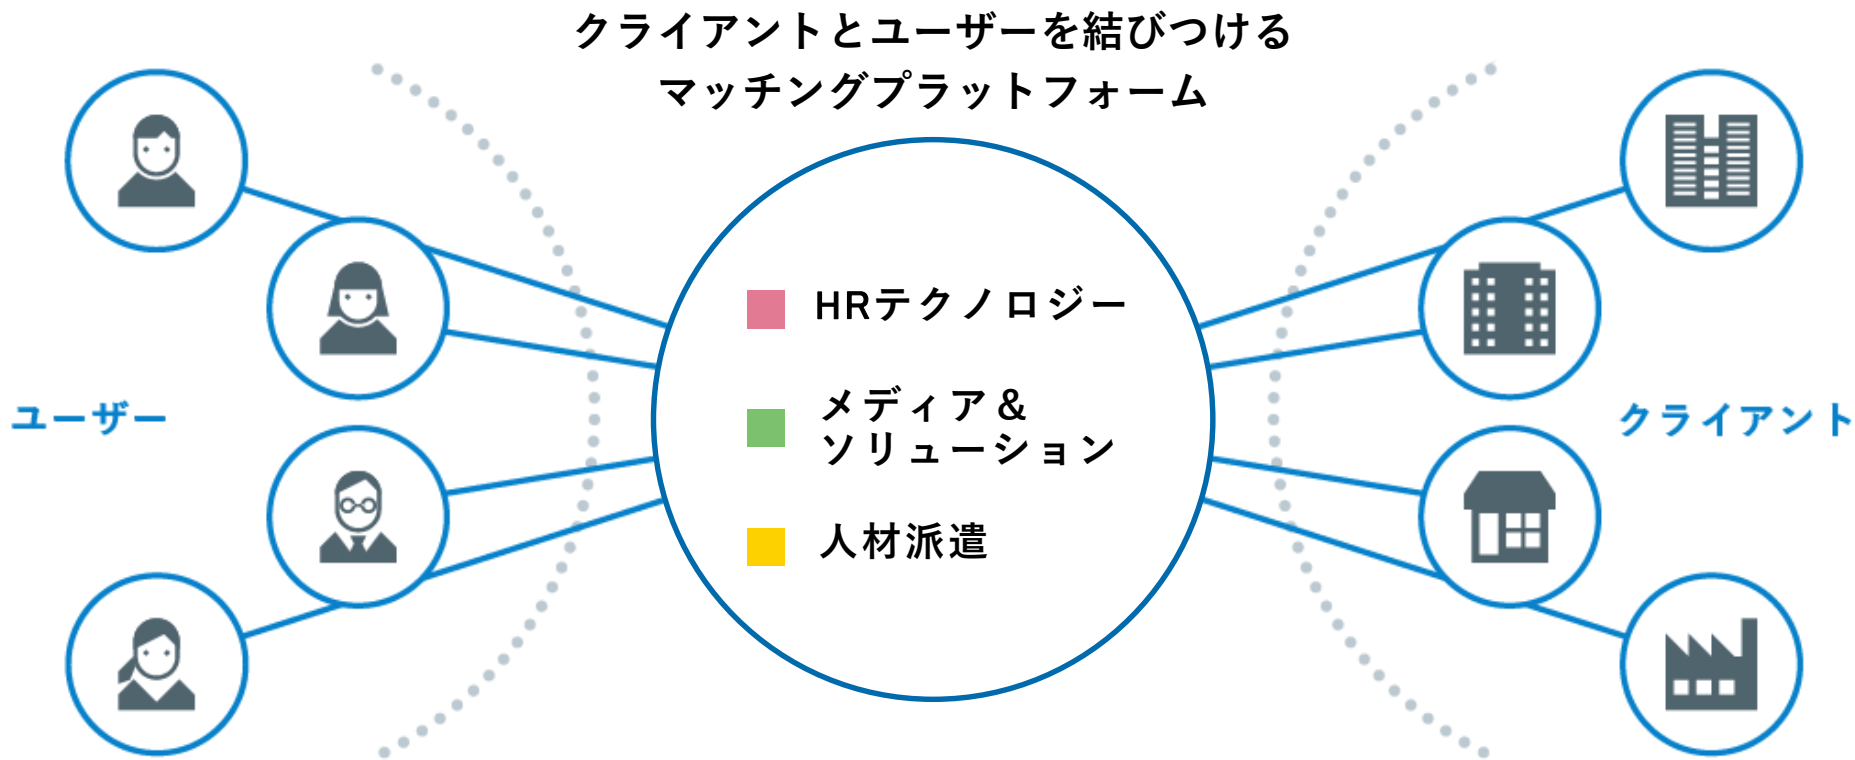 クライアントとユーザーを結びつける
マッチングプラットフォーム
HRテクノロジー
メディア＆
ソリューション
人材派遣
ユーザー
クライアント